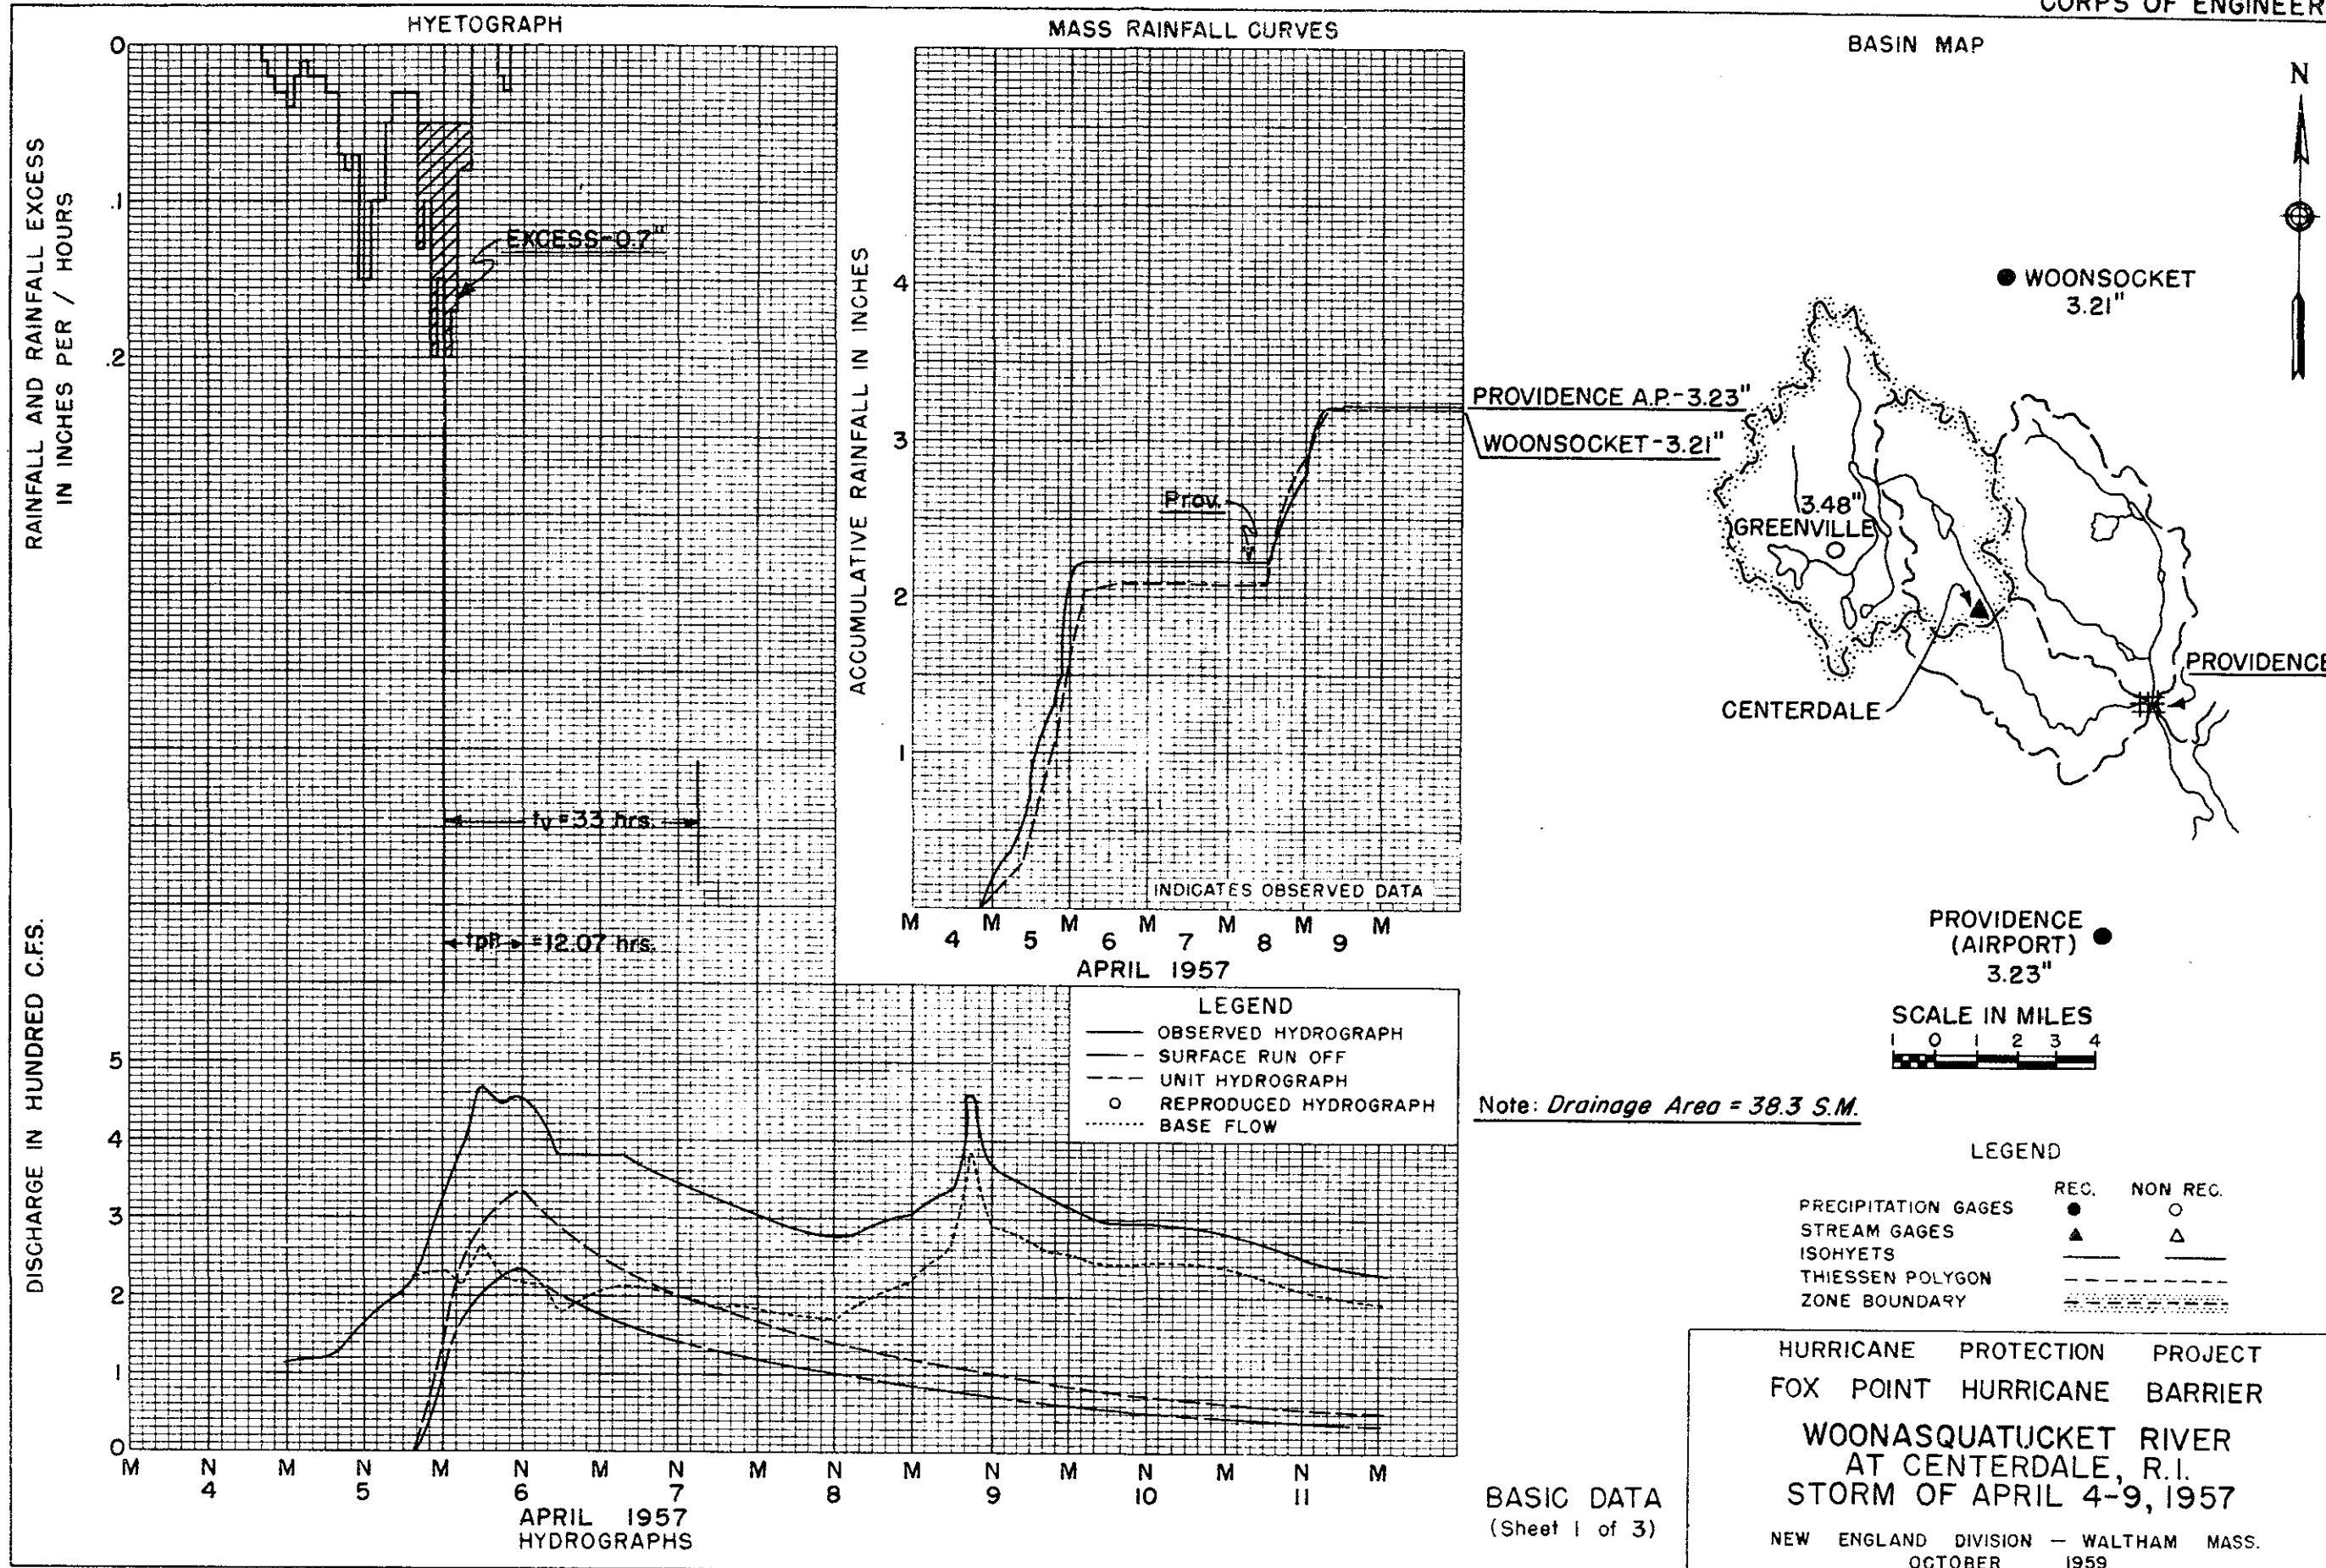 CORPS OF ENGINEER
HYETOGRAPH
MASS RAINFALL CURVES
BASIN MAP
RAINFALL AND RAINFALL EXCESS
IN INCHES PER / HOURS
0
.1
.2
EXCESS-0.7"
tv = 33 hrs.
tpR = 12.07 hrs.
DISCHARGE IN HUNDRED C.F.S.
5
4
3
2
1
0
M N M N M N M N M N M N M N M N M
4 5 6 7 8 9 10 11
APRIL 1957
HYDROGRAPHS
ACCUMULATIVE RAINFALL IN INCHES
4
3
2
1
Prov.
PROVIDENCE A.P.-3.23"
WOONSOCKET-3.21"
INDICATES OBSERVED DATA
M M M M M M M
4 5 6 7 8 9
APRIL 1957
LEGEND
OBSERVED HYDROGRAPH
SURFACE RUN OFF
UNIT HYDROGRAPH
REPRODUCED HYDROGRAPH
BASE FLOW
N
WOONSOCKET
3.21"
3.48"
GREENVILLE
CENTERDALE
PROVIDENCE
PROVIDENCE
(AIRPORT)
3.23"
SCALE IN MILES
1 0 1 2 3 4
Note: Drainage Area = 38.3 S.M.
LEGEND
REC. NON REC.
PRECIPITATION GAGES
STREAM GAGES
ISOHYETS
THIESSEN POLYGON
ZONE BOUNDARY
BASIC DATA
(Sheet 1 of 3)
HURRICANE PROTECTION PROJECT
FOX POINT HURRICANE BARRIER
WOONASQUATUCKET RIVER
AT CENTERDALE, R.I.
STORM OF APRIL 4-9, 1957
NEW ENGLAND DIVISION — WALTHAM MASS.
OCTOBER 1959